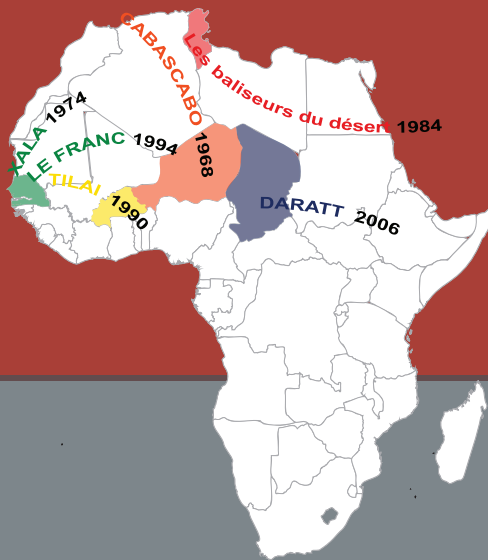 CABASCABO 1968
Les baliseurs du désert 1984
XALA 1974
LE FRANC 1994
TILAI 1990
DARATT 2006